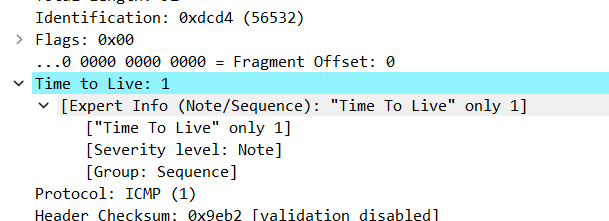 Identification: 0xdcd4 (56532)
Flags: 0x00
...0 0000 0000 0000 = Fragment Offset: 0
Time to Live: 1
[Expert Info (Note/Sequence): "Time To Live" only 1]
["Time To Live" only 1]
[Severity level: Note]
[Group: Sequence]
Protocol: ICMP (1)
Header Checksum: 0x9eb2 [validation disabled]